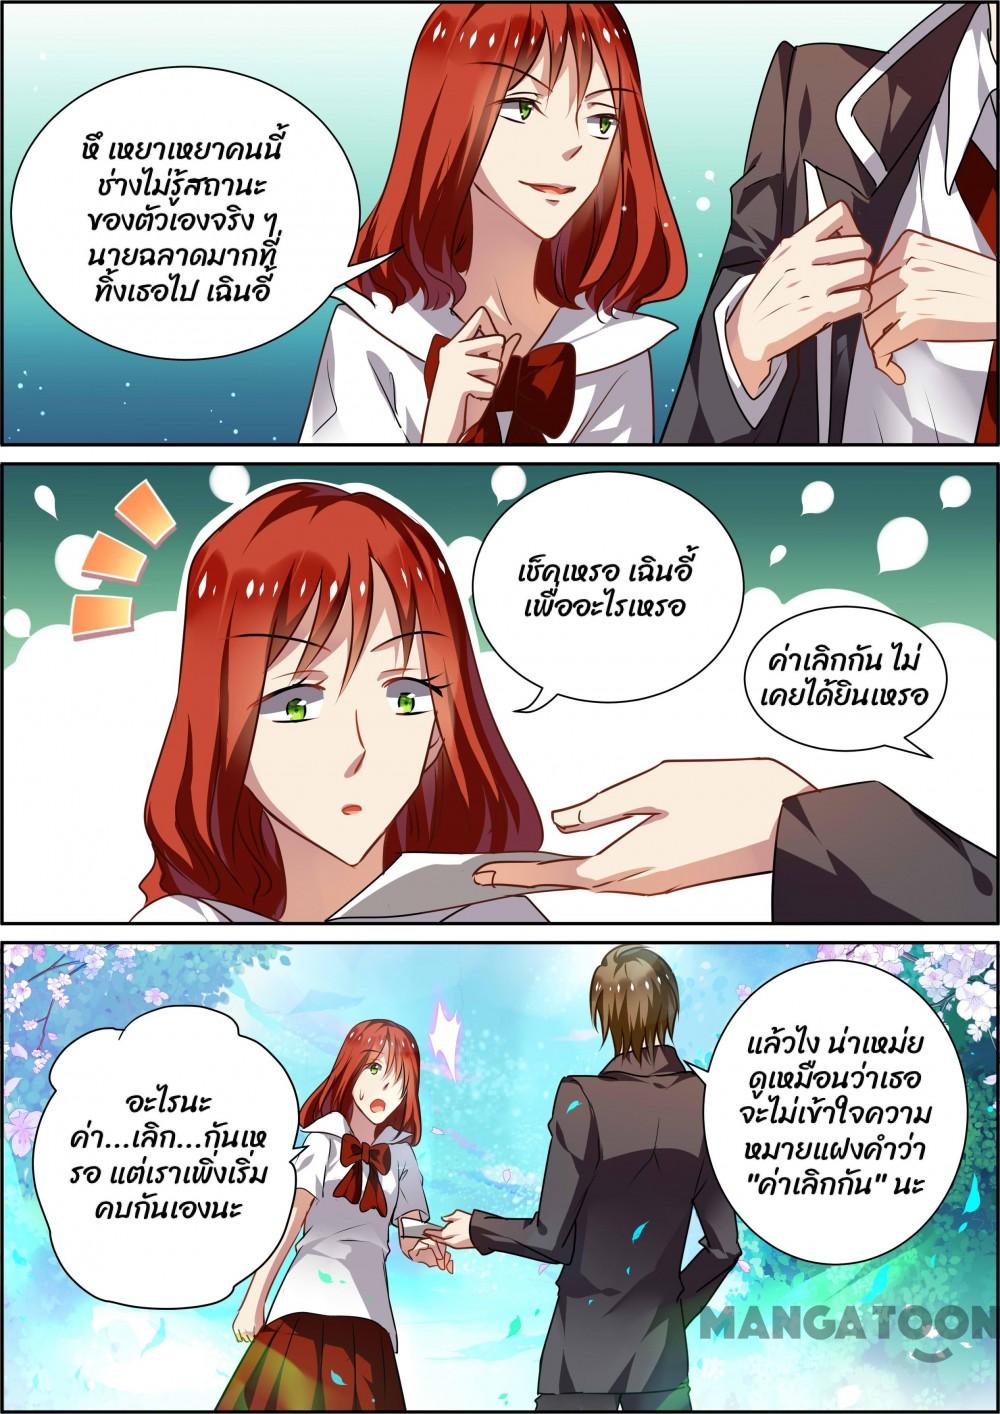 หึ เหยาเหยาคนนี้
ช่างไม่รู้สถานะ
ของตัวเองจริง ๆ
นายฉลาดมากที่
ทิ้งเธอไป เฉินอี้
เช็คเหรอ เฉินอี้
เพื่ออะไรเหรอ
ค่าเลิกกัน ไม่
เคยได้ยินเหรอ
แล้วไง น่าเหม่ย
ดูเหมือนว่าเธอ
จะไม่เข้าใจความ
หมายแฝงคำว่า
"ค่าเลิกกัน" นะ
อะไรนะ
ค่า...เลิก...กันเห
รอ แต่เราเพิ่งเริ่ม
คบกันเองนะ
MANGATOON